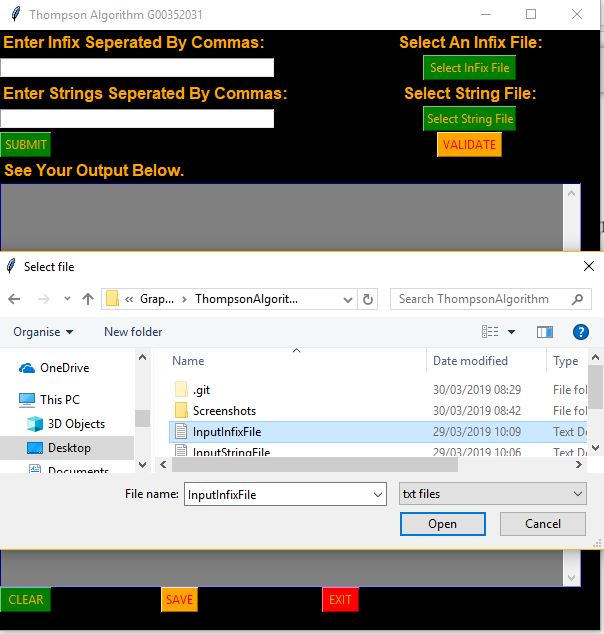 Thompson Algorithm G00352031
Enter Infix Seperated By Commas: Select An Infix File:
Select InFix File
Enter Strings Seperated By Commas: Select String File:
Select String File
SUBMIT VALIDATE
See Your Output Below.
Select file
« Grap... > ThompsonAlgorit... Search ThompsonAlgorithm
Organise New folder
OneDrive
This PC
3D Objects
Desktop
Documents
Name Date modified Type
.git 30/03/2019 08:29 File fol
Screenshots 30/03/2019 08:42 File fol
InputInfixFile 29/03/2019 10:09 Text Do
InputStringFile 29/03/2019 10:06 Text Do
File name: InputInfixFile txt files
Open Cancel
CLEAR SAVE EXIT